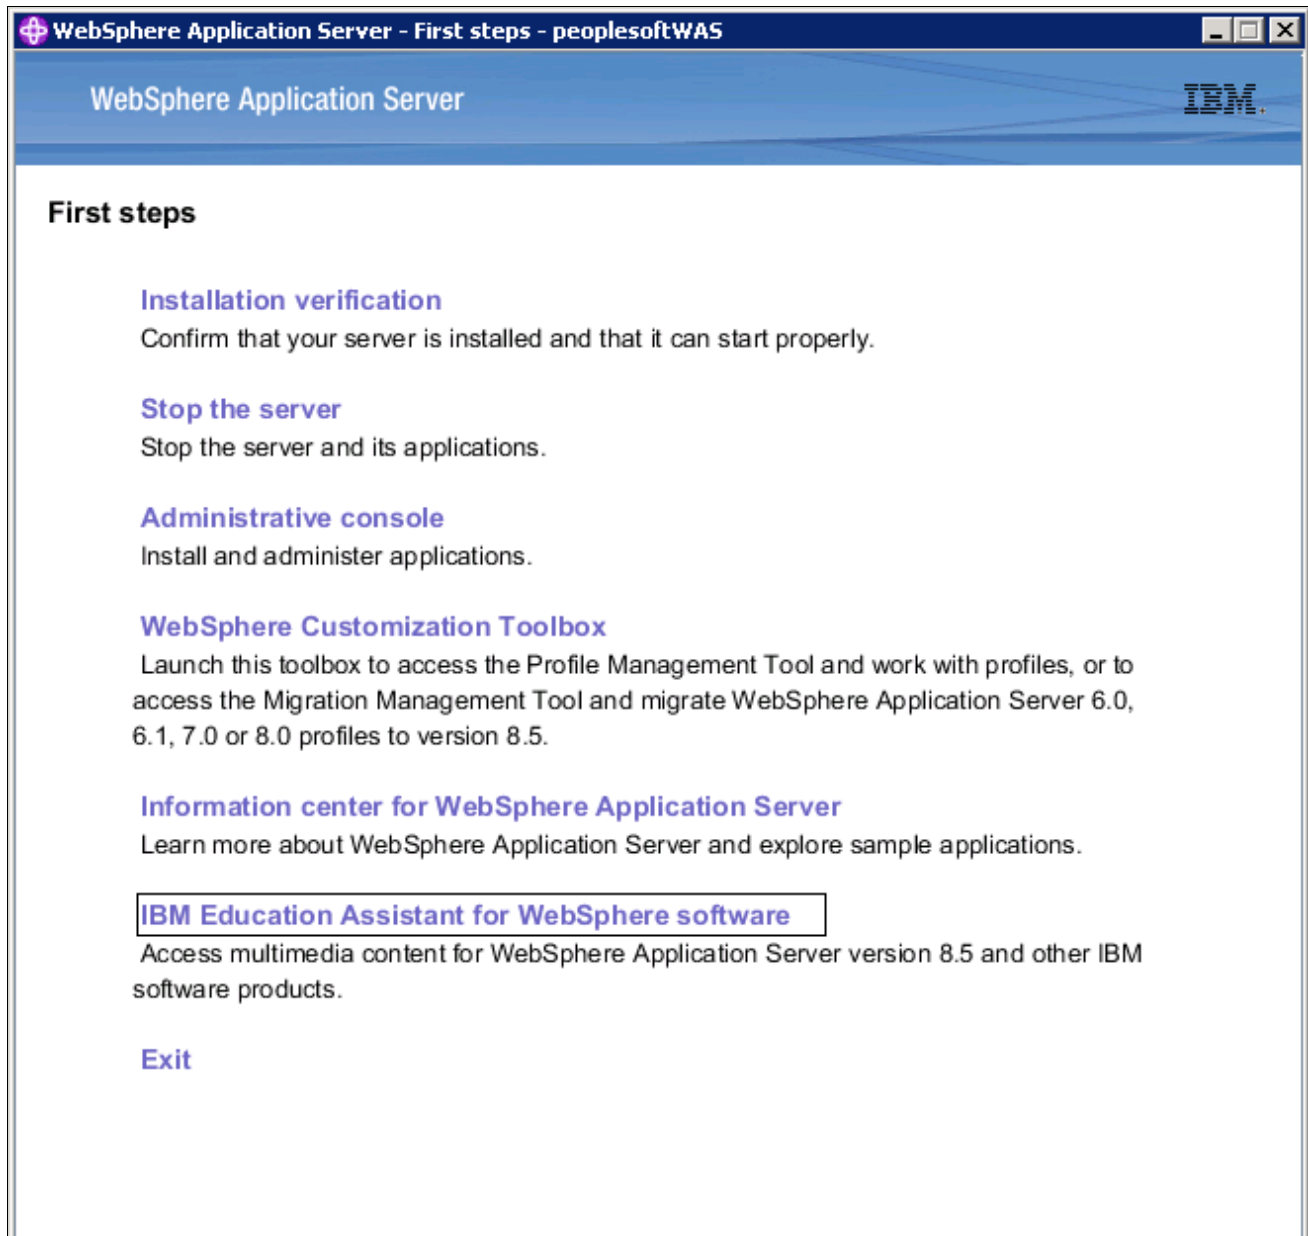 WebSphere Application Server - First steps - peoplesoftWAS
WebSphere Application Server
IBM.
First steps
Installation verification
Confirm that your server is installed and that it can start properly.
Stop the server
Stop the server and its applications.
Administrative console
Install and administer applications.
WebSphere Customization Toolbox
Launch this toolbox to access the Profile Management Tool and work with profiles, or to
access the Migration Management Tool and migrate WebSphere Application Server 6.0,
6.1, 7.0 or 8.0 profiles to version 8.5.
Information center for WebSphere Application Server
Learn more about WebSphere Application Server and explore sample applications.
IBM Education Assistant for WebSphere software
Access multimedia content for WebSphere Application Server version 8.5 and other IBM
software products.
Exit